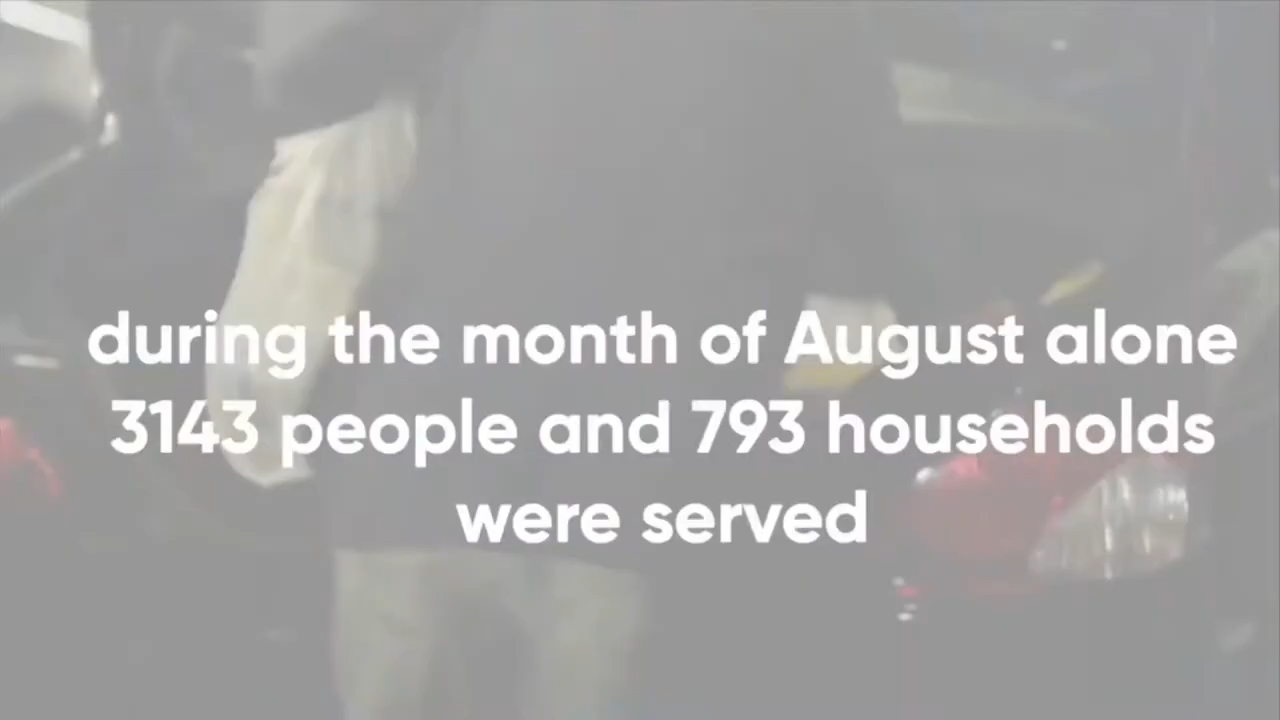 during the month of August alone
3143 people and 793 households
were served